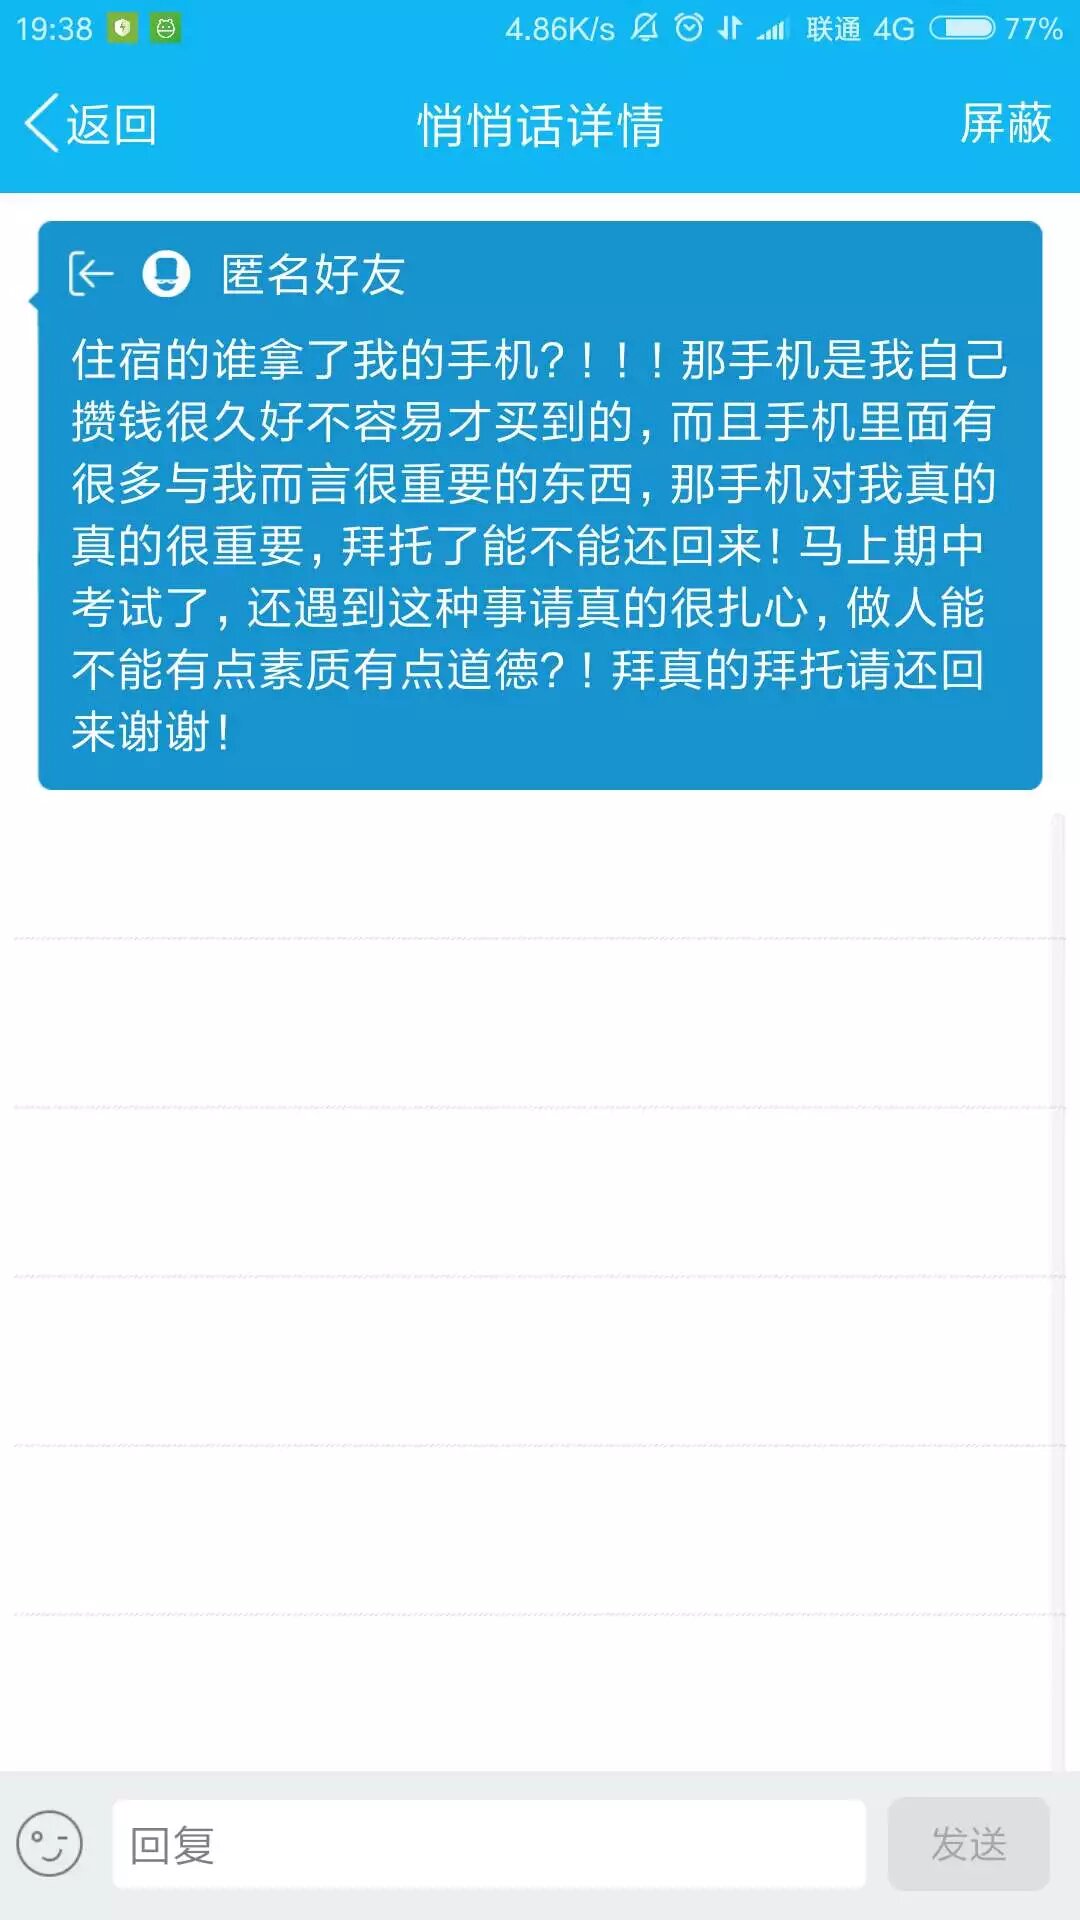 19:38 4.86K/s 联通 4G 77%
返回 悄悄话详情 屏蔽
匿名好友
住宿的谁拿了我的手机?！！！那手机是我自己
攒钱很久好不容易才买到的，而且手机里面有
很多与我而言很重要的东西，那手机对我真的
真的很重要，拜托了能不能还回来！马上期中
考试了，还遇到这种事请真的很扎心，做人能
不能有点素质有点道德?！拜真的拜托请还回
来谢谢！
回复 发送